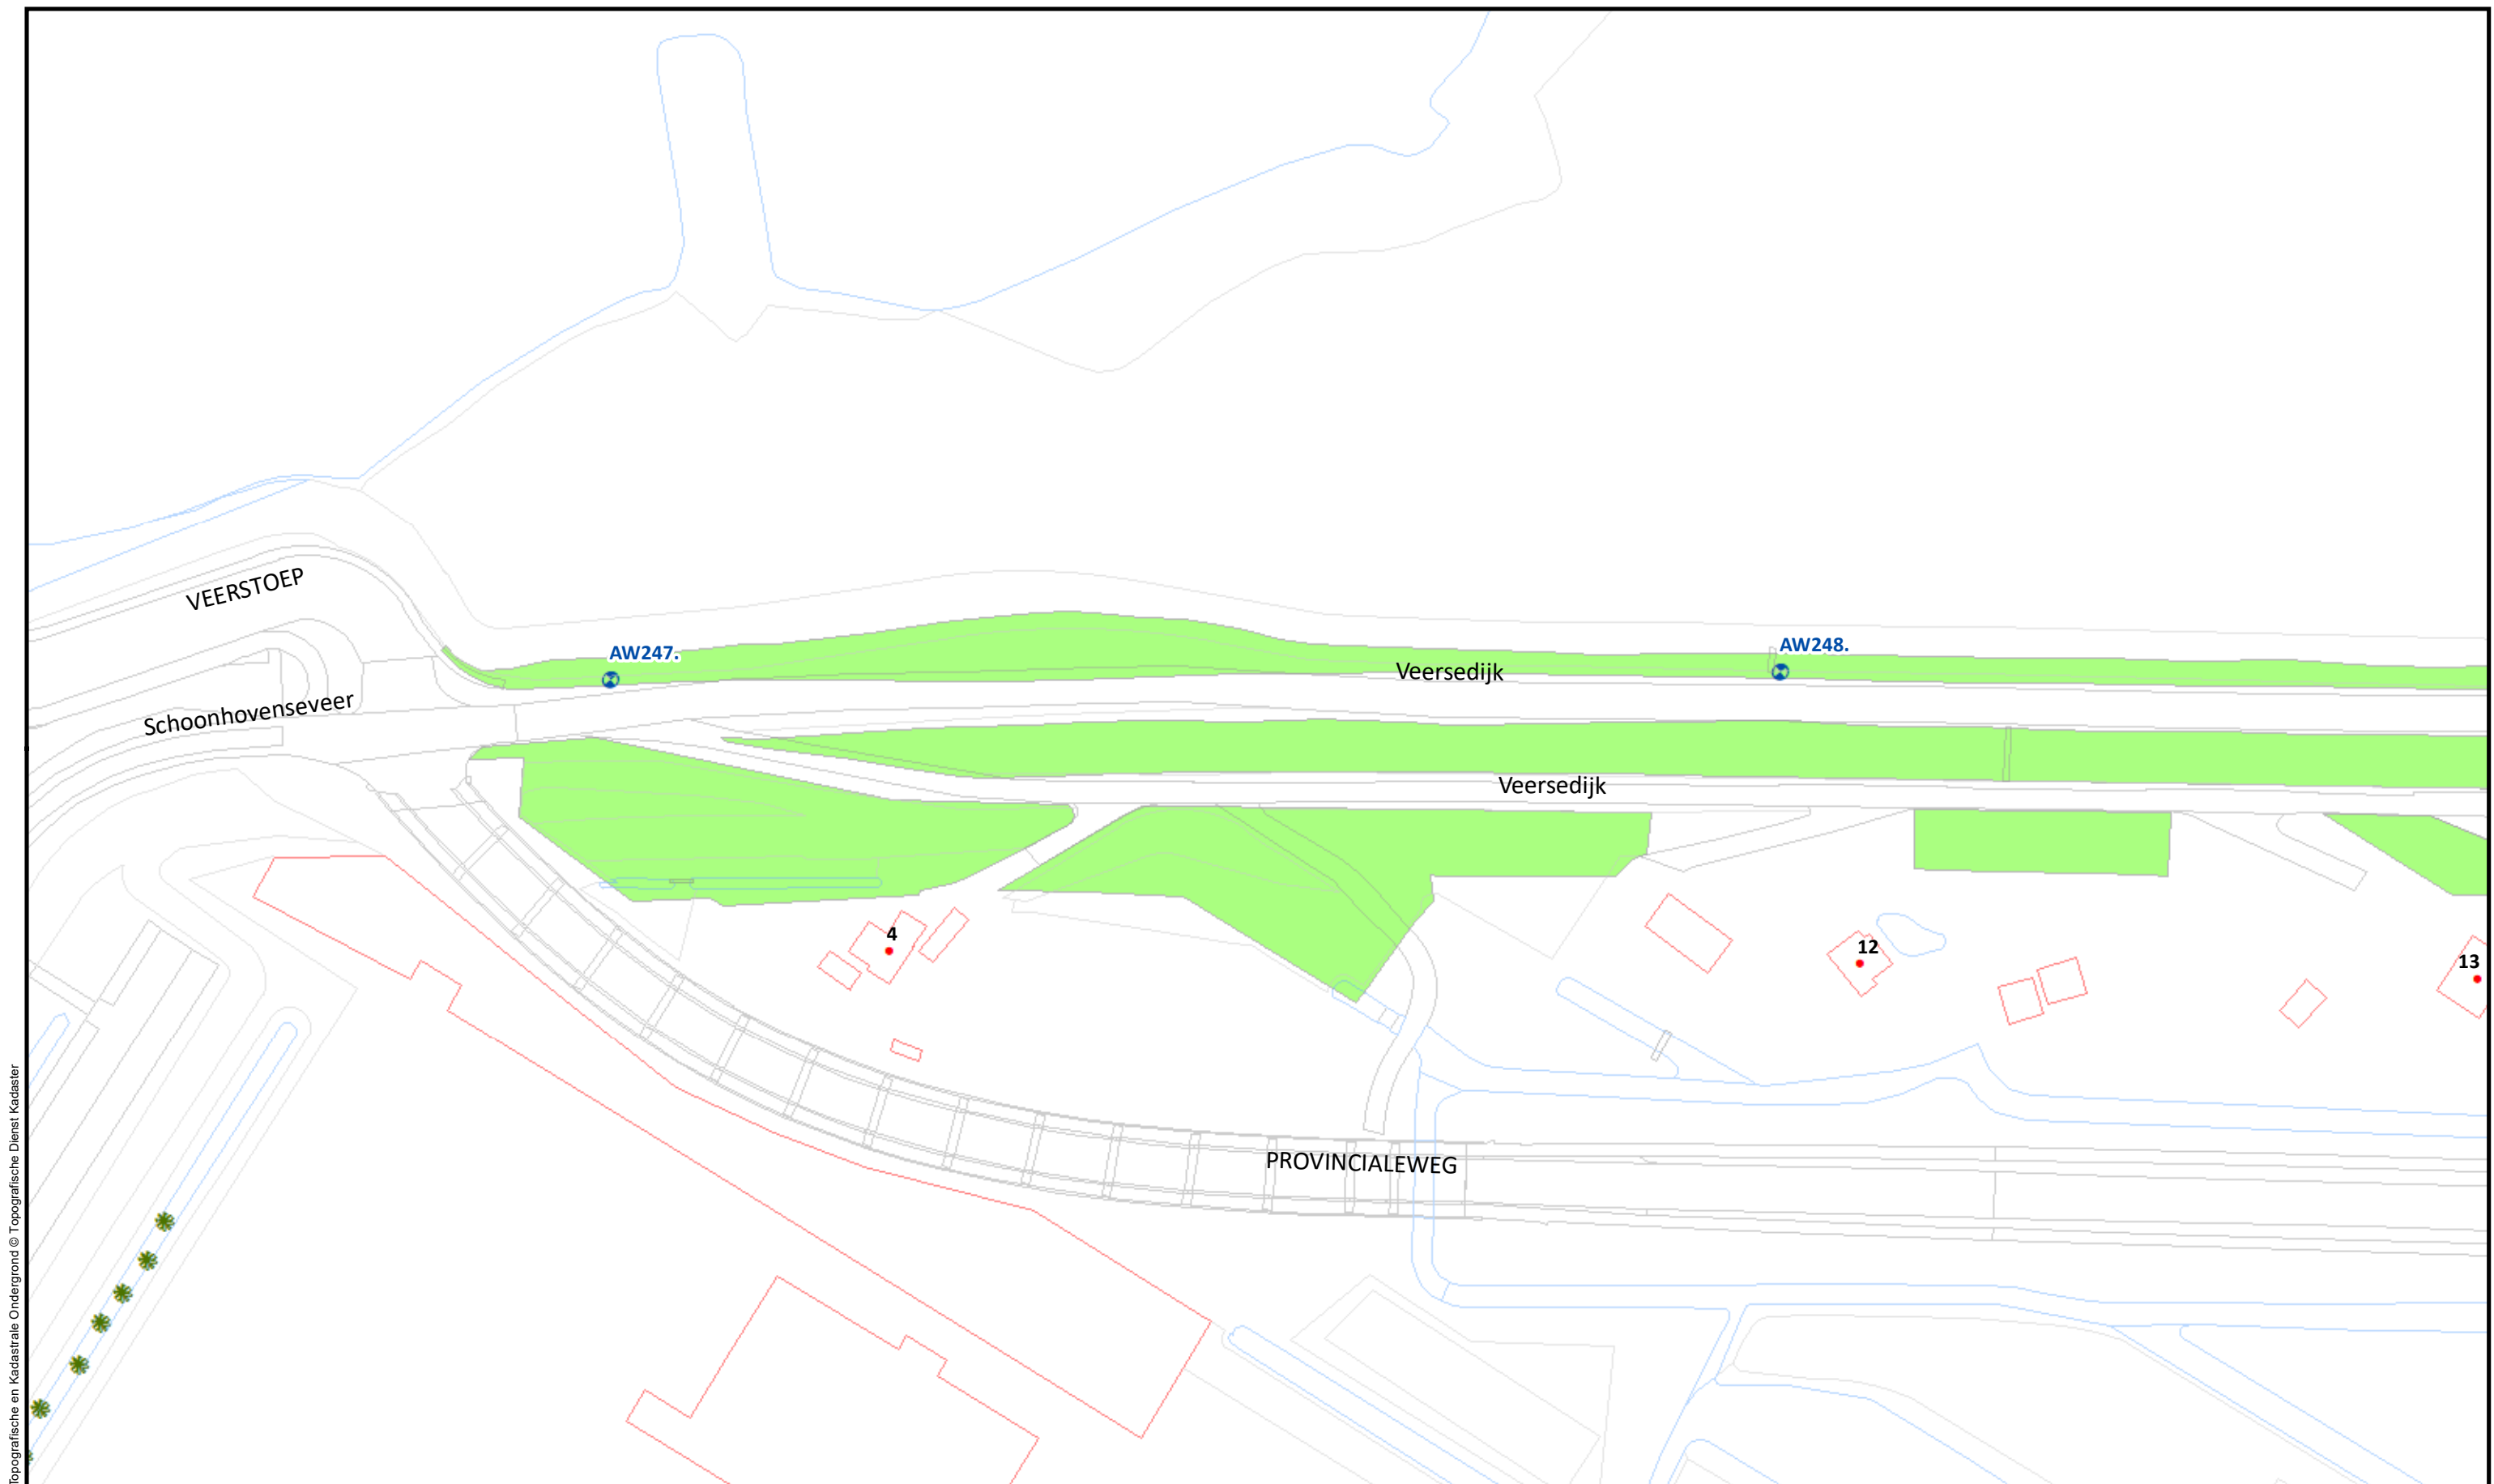 VEERSTOEP
AW247.
AW248.
Veersedijk
Schoonhovenseveer
Veersedijk
4
12
13
PROVINCIALEWEG
Topografische en Kadastrale Ondergrond © Topografische Dienst Kadaster